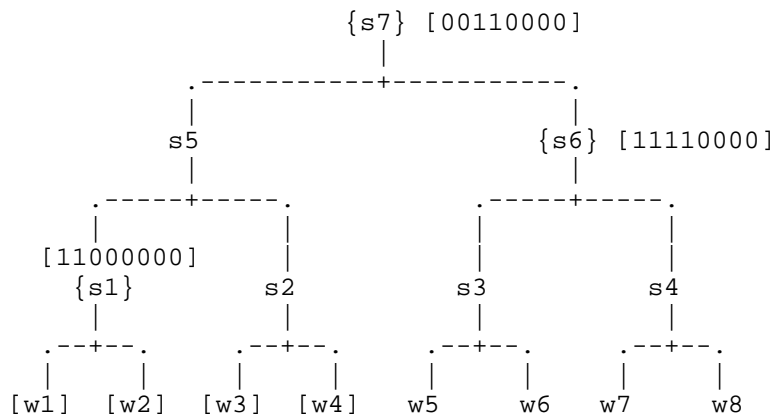 {s7} [00110000]
s5 {s6} [11110000]
[11000000]
{s1} s2 s3 s4
[w1] [w2] [w3] [w4] w5 w6 w7 w8